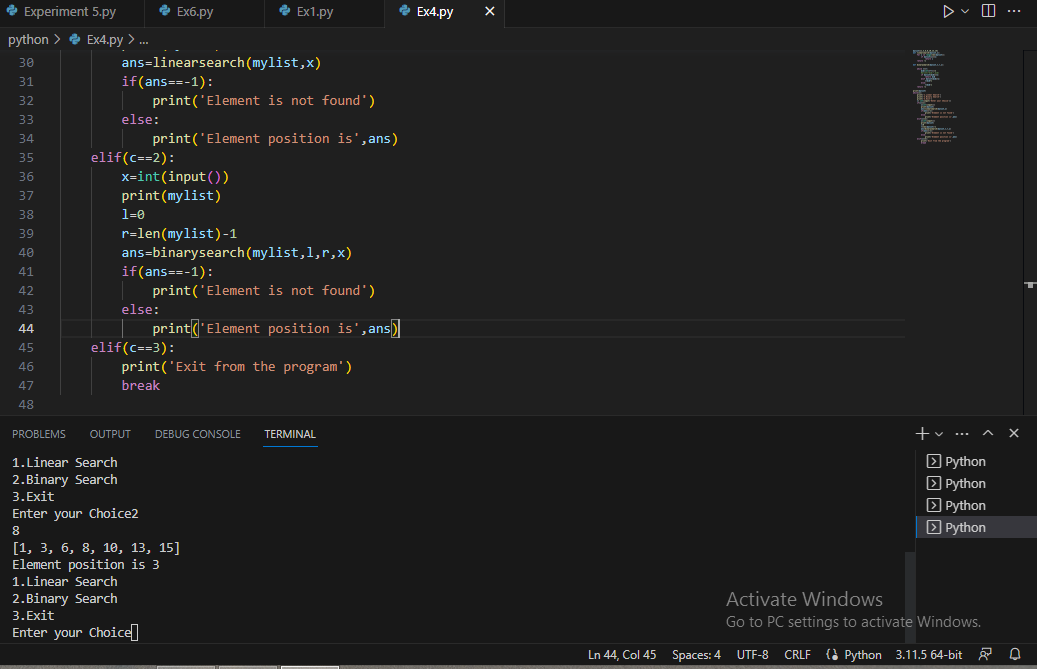 Experiment 5.py Ex6.py Ex1.py Ex4.py
python > Ex4.py > ...
30 ans=linearsearch(mylist,x)
31 if(ans==-1):
32 print('Element is not found')
33 else:
34 print('Element position is',ans)
35 elif(c==2):
36 x=int(input())
37 print(mylist)
38 l=0
39 r=len(mylist)-1
40 ans=binarysearch(mylist,l,r,x)
41 if(ans==-1):
42 print('Element is not found')
43 else:
44 print('Element position is',ans)
45 elif(c==3):
46 print('Exit from the program')
47 break
48
PROBLEMS OUTPUT DEBUG CONSOLE TERMINAL
1.Linear Search
2.Binary Search
3.Exit
Enter your Choice2
8
[1, 3, 6, 8, 10, 13, 15]
Element position is 3
1.Linear Search
2.Binary Search
3.Exit
Enter your Choice
Python
Python
Python
Python
Activate Windows
Go to PC settings to activate Windows.
Ln 44, Col 45 Spaces: 4 UTF-8 CRLF Python 3.11.5 64-bit